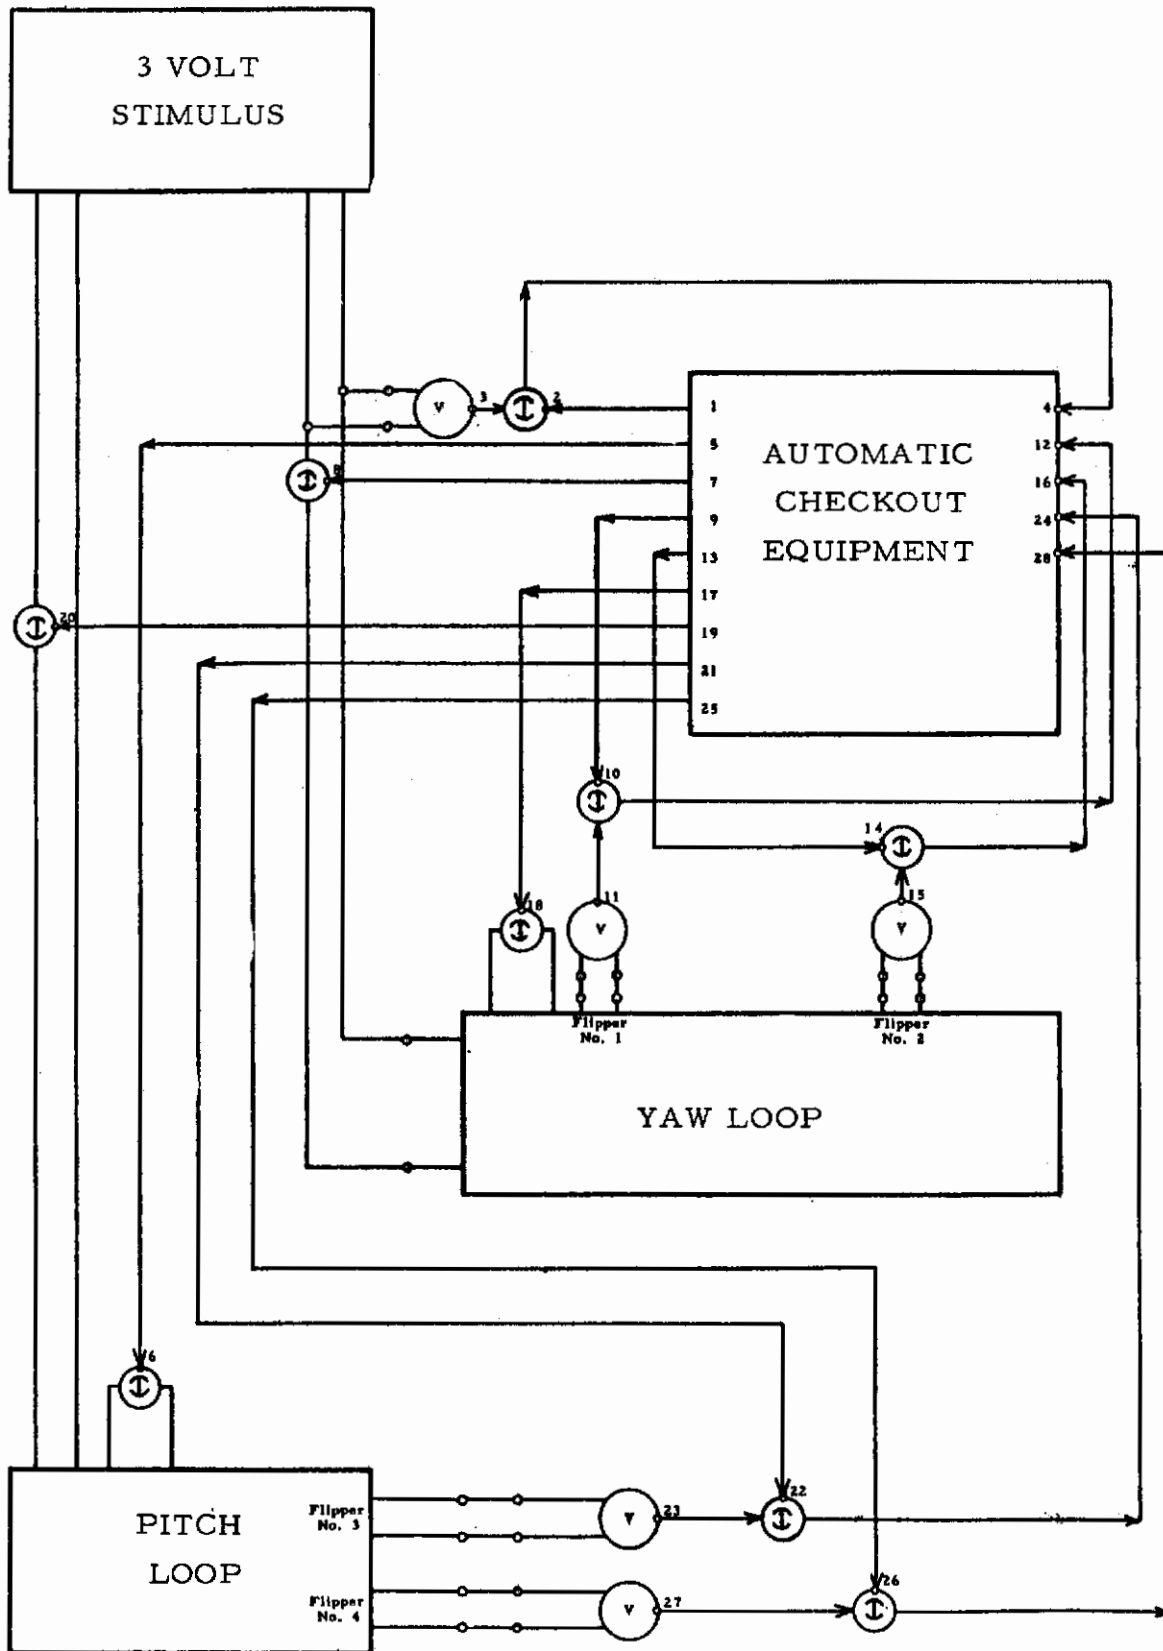 3 VOLT
STIMULUS
3
2
V
1
4
5
12
AUTOMATIC
8
7
16
CHECKOUT
9
24
EQUIPMENT
13
28
17
20
19
21
25
10
14
18
11
15
V
V
Flipper
No. 1
Flipper
No. 2
YAW LOOP
6
PITCH
LOOP
Flipper
No. 3
V
23
22
Flipper
No. 4
V
27
26